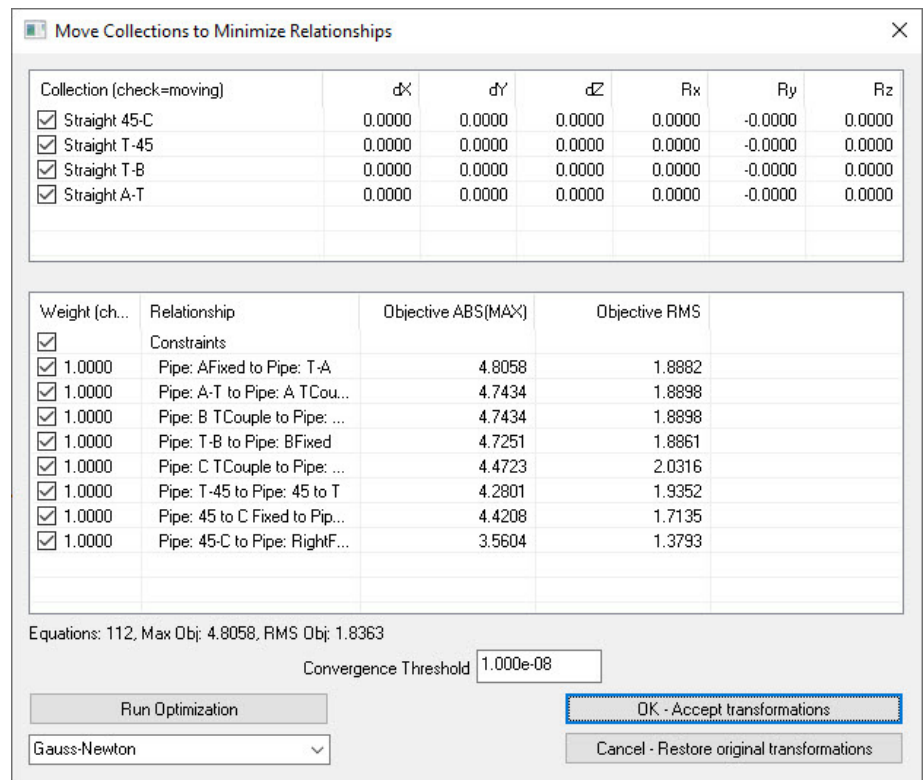 Move Collections to Minimize Relationships
Collection (check=moving) dX dY dZ Rx Ry Rz
Straight 45-C 0.0000 0.0000 0.0000 0.0000 -0.0000 0.0000
Straight T-45 0.0000 0.0000 0.0000 0.0000 -0.0000 0.0000
Straight T-B 0.0000 0.0000 0.0000 0.0000 -0.0000 0.0000
Straight A-T 0.0000 0.0000 0.0000 0.0000 -0.0000 0.0000
Weight (ch... Relationship Objective ABS(MAX) Objective RMS
Constraints
1.0000 Pipe: AFixed to Pipe: T-A 4.8058 1.8882
1.0000 Pipe: A-T to Pipe: A TCou... 4.7434 1.8898
1.0000 Pipe: B TCouple to Pipe: ... 4.7434 1.8898
1.0000 Pipe: T-B to Pipe: BFixed 4.7251 1.8861
1.0000 Pipe: C TCouple to Pipe: ... 4.4723 2.0316
1.0000 Pipe: T-45 to Pipe: 45 to T 4.2801 1.9352
1.0000 Pipe: 45 to C Fixed to Pip... 4.4208 1.7135
1.0000 Pipe: 45-C to Pipe: RightF... 3.5604 1.3793
Equations: 112, Max Obj: 4.8058, RMS Obj: 1.8363
Convergence Threshold 1.000e-08
Run Optimization OK - Accept transformations
Gauss-Newton Cancel - Restore original transformations